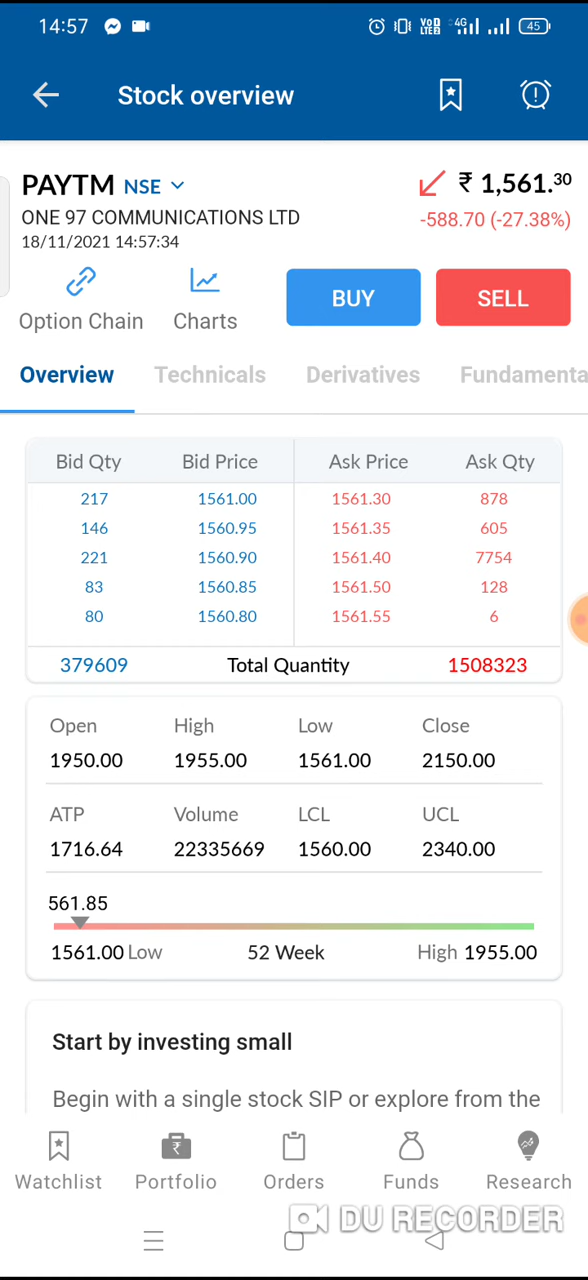 14:57 VoD LTE 4G 45
Stock overview
PAYTM NSE ₹ 1,561.30
ONE 97 COMMUNICATIONS LTD -588.70 (-27.38%)
18/11/2021 14:57:34
Option Chain Charts BUY SELL
Overview Technicals Derivatives Fundamenta
Bid Qty Bid Price Ask Price Ask Qty
217 1561.00 1561.30 878
146 1560.95 1561.35 605
221 1560.90 1561.40 7754
83 1560.85 1561.50 128
80 1560.80 1561.55 6
379609 Total Quantity 1508323
Open High Low Close
1950.00 1955.00 1561.00 2150.00
ATP Volume LCL UCL
1716.64 22335669 1560.00 2340.00
561.85
1561.00 Low 52 Week High 1955.00
Start by investing small
Begin with a single stock SIP or explore from the
Watchlist Portfolio Orders Funds Research
DU RECORDER